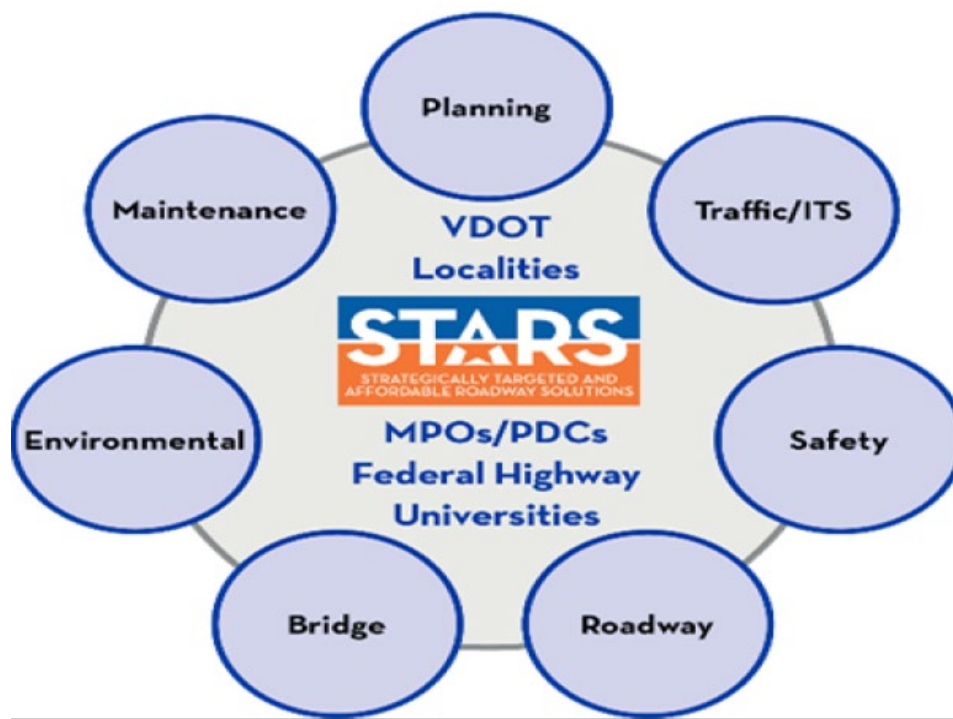 Planning
Maintenance
Traffic/ITS
VDOT
Localities
STARS
STRATEGICALLY TARGETED AND
AFFORDABLE ROADWAY SOLUTIONS
Environmental
MPOs/PDCs
Safety
Federal Highway
Universities
Bridge
Roadway